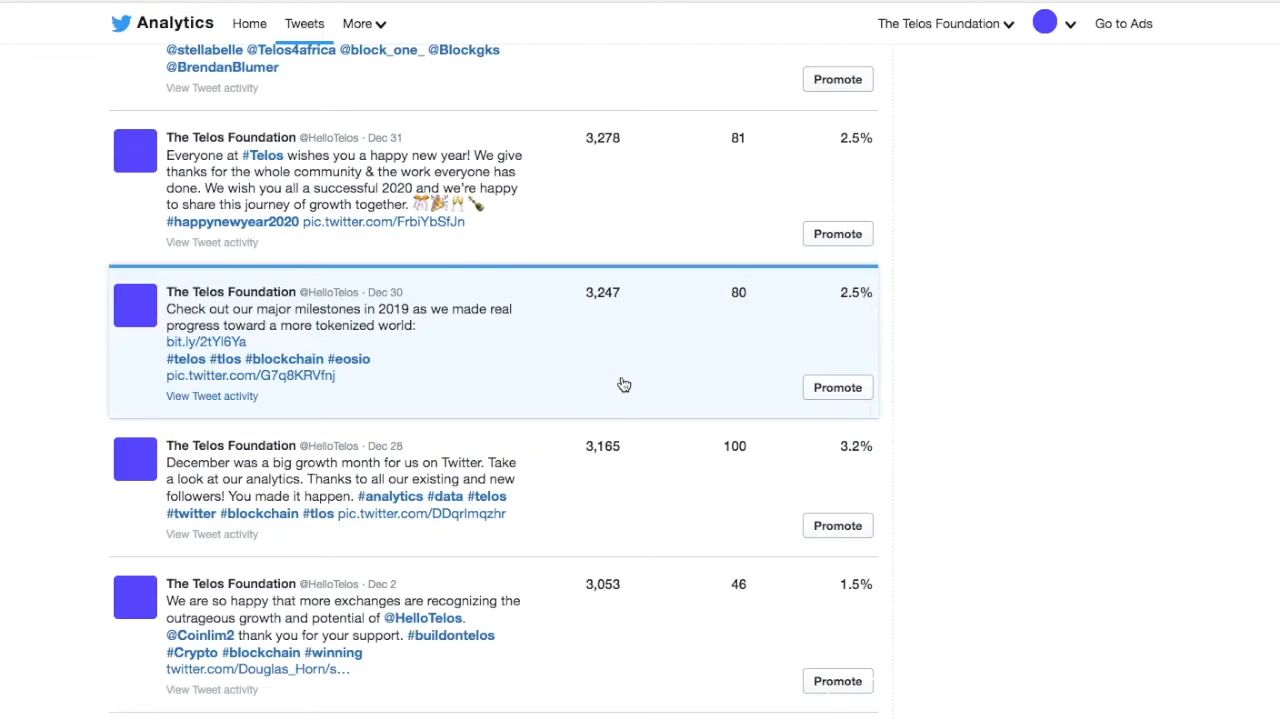 Analytics Home Tweets More The Telos Foundation Go to Ads
@stellabelle @Telos4africa @block_one_ @Blockgks
@BrendanBlumer
View Tweet activity
Promote
The Telos Foundation @HelloTelos · Dec 31 3,278 81 2.5%
Everyone at #Telos wishes you a happy new year! We give
thanks for the whole community & the work everyone has
done. We wish you all a successful 2020 and we're happy
to share this journey of growth together. 🎊🎉🥂🍾
#happynewyear2020 pic.twitter.com/FrbiYbSfJn
View Tweet activity
Promote
The Telos Foundation @HelloTelos · Dec 30 3,247 80 2.5%
Check out our major milestones in 2019 as we made real
progress toward a more tokenized world:
bit.ly/2tYl6Ya
#telos #tlos #blockchain #eosio
pic.twitter.com/G7q8KRVfnj
View Tweet activity
Promote
The Telos Foundation @HelloTelos · Dec 28 3,165 100 3.2%
December was a big growth month for us on Twitter. Take
a look at our analytics. Thanks to all our existing and new
followers! You made it happen. #analytics #data #telos
#twitter #blockchain #tlos pic.twitter.com/DDqrlmqzhr
View Tweet activity
Promote
The Telos Foundation @HelloTelos · Dec 2 3,053 46 1.5%
We are so happy that more exchanges are recognizing the
outrageous growth and potential of @HelloTelos.
@Coinlim2 thank you for your support. #buildontelos
#Crypto #blockchain #winning
twitter.com/Douglas_Horn/s…
View Tweet activity
Promote